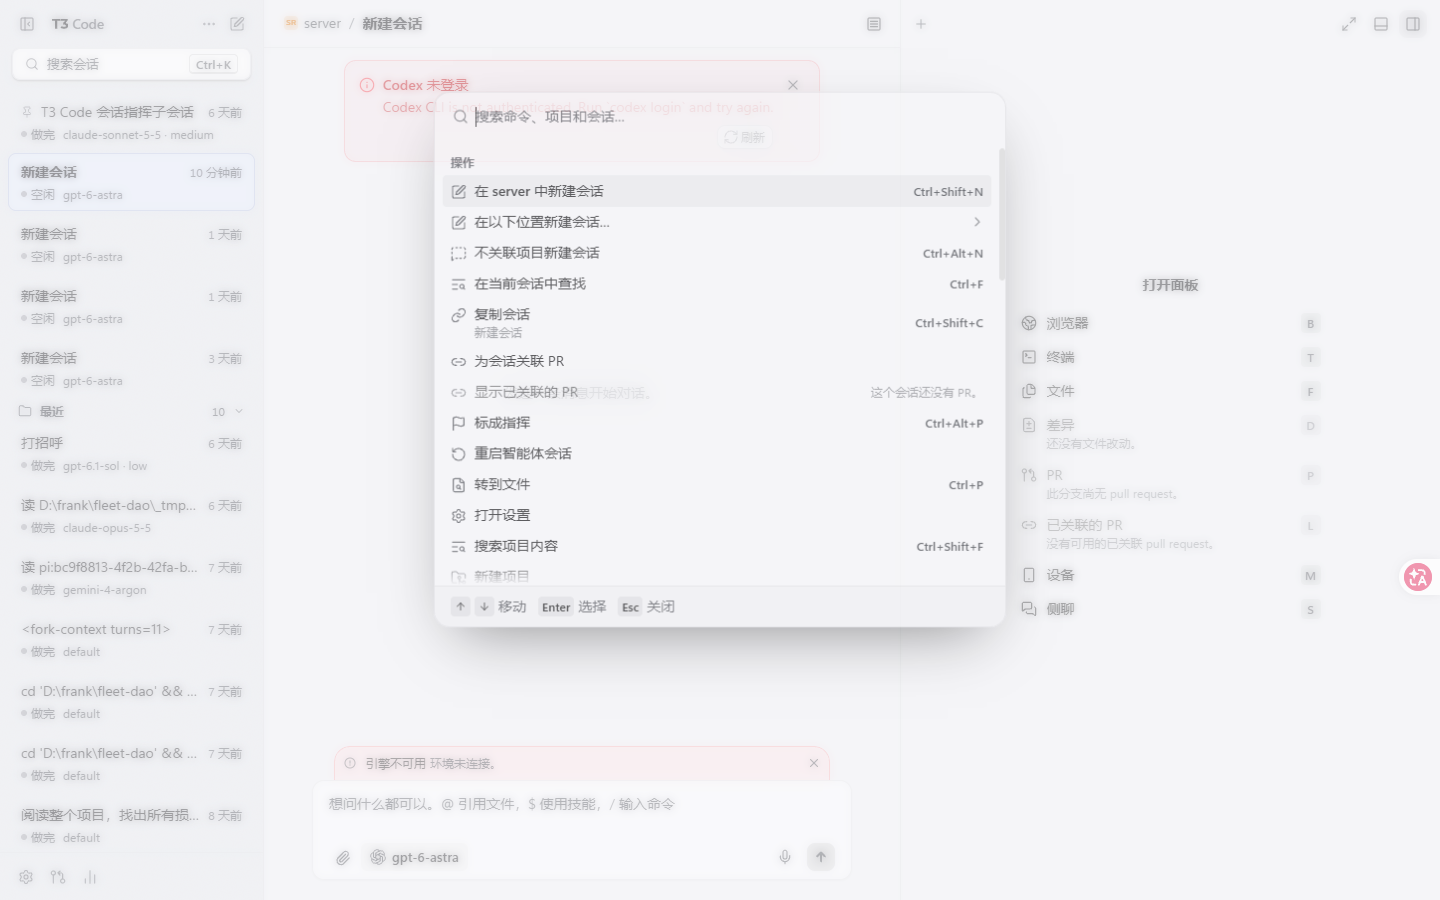 T3 Code
搜索会话
Ctrl+K
T3 Code 会话指挥子会话
6 天前
做完 claude-sonnet-5-5 · medium
新建会话
10 分钟前
空闲 gpt-6-astra
新建会话
1 天前
空闲 gpt-6-astra
新建会话
1 天前
空闲 gpt-6-astra
新建会话
3 天前
空闲 gpt-6-astra
最近
10
打招呼
6 天前
做完 gpt-6.1-sol · low
读 D:\frank\fleet-dao\_tmp...
6 天前
做完 claude-opus-5-5
读 pi:bc9f8813-4f2b-42fa-b...
7 天前
做完 gemini-4-argon
<fork-context turns=11>
7 天前
做完 default
cd 'D:\frank\fleet-dao' && ...
7 天前
做完 default
cd 'D:\frank\fleet-dao' && ...
7 天前
做完 default
阅读整个项目，找出所有损...
8 天前
做完 default
SR server / 新建会话
Codex 未登录
Codex CLI is not authenticated. Run `codex login` and try again.
刷新
搜索命令、项目和会话...
操作
在 server 中新建会话
Ctrl+Shift+N
在以下位置新建会话...
不关联项目新建会话
Ctrl+Alt+N
在当前会话中查找
Ctrl+F
复制会话
新建会话
Ctrl+Shift+C
为会话关联 PR
显示已关联的 PR
息开始对话。
这个会话还没有 PR。
标成指挥
Ctrl+Alt+P
重启智能体会话
转到文件
Ctrl+P
打开设置
搜索项目内容
Ctrl+Shift+F
新建项目
移动
Enter 选择
Esc 关闭
引擎不可用 环境未连接。
想问什么都可以。@ 引用文件，$ 使用技能，/ 输入命令
gpt-6-astra
打开面板
浏览器
B
终端
T
文件
F
差异
D
还没有文件改动。
PR
P
此分支尚无 pull request。
已关联的 PR
L
没有可用的已关联 pull request。
设备
M
侧聊
S